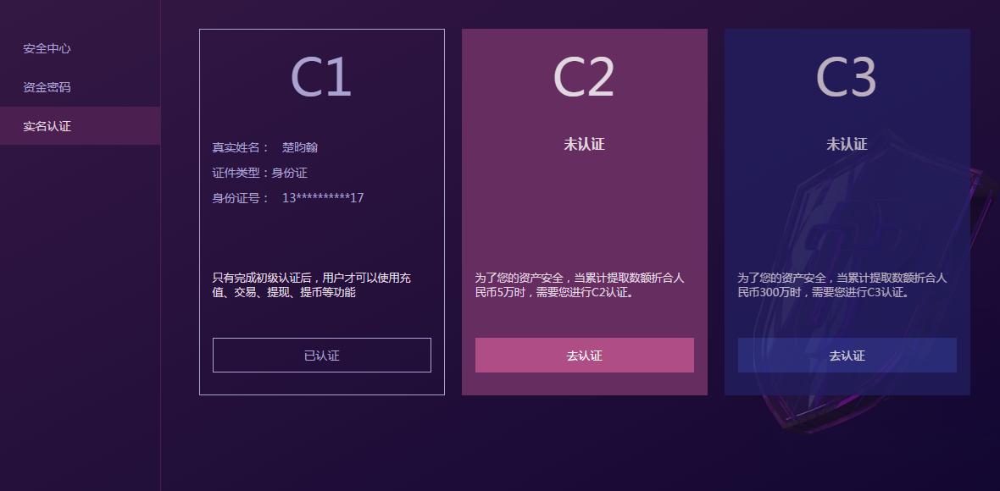 安全中心
资金密码
实名认证
C1
真实姓名： 楚昀翰
证件类型：身份证
身份证号： 13**********17
只有完成初级认证后，用户才可以使用充
值、交易、提现、提币等功能
已认证
C2
未认证
为了您的资产安全，当累计提取数额折合人
民币5万时，需要您进行C2认证。
去认证
C3
未认证
为了您的资产安全，当累计提取数额折合人
民币300万时，需要您进行C3认证。
去认证